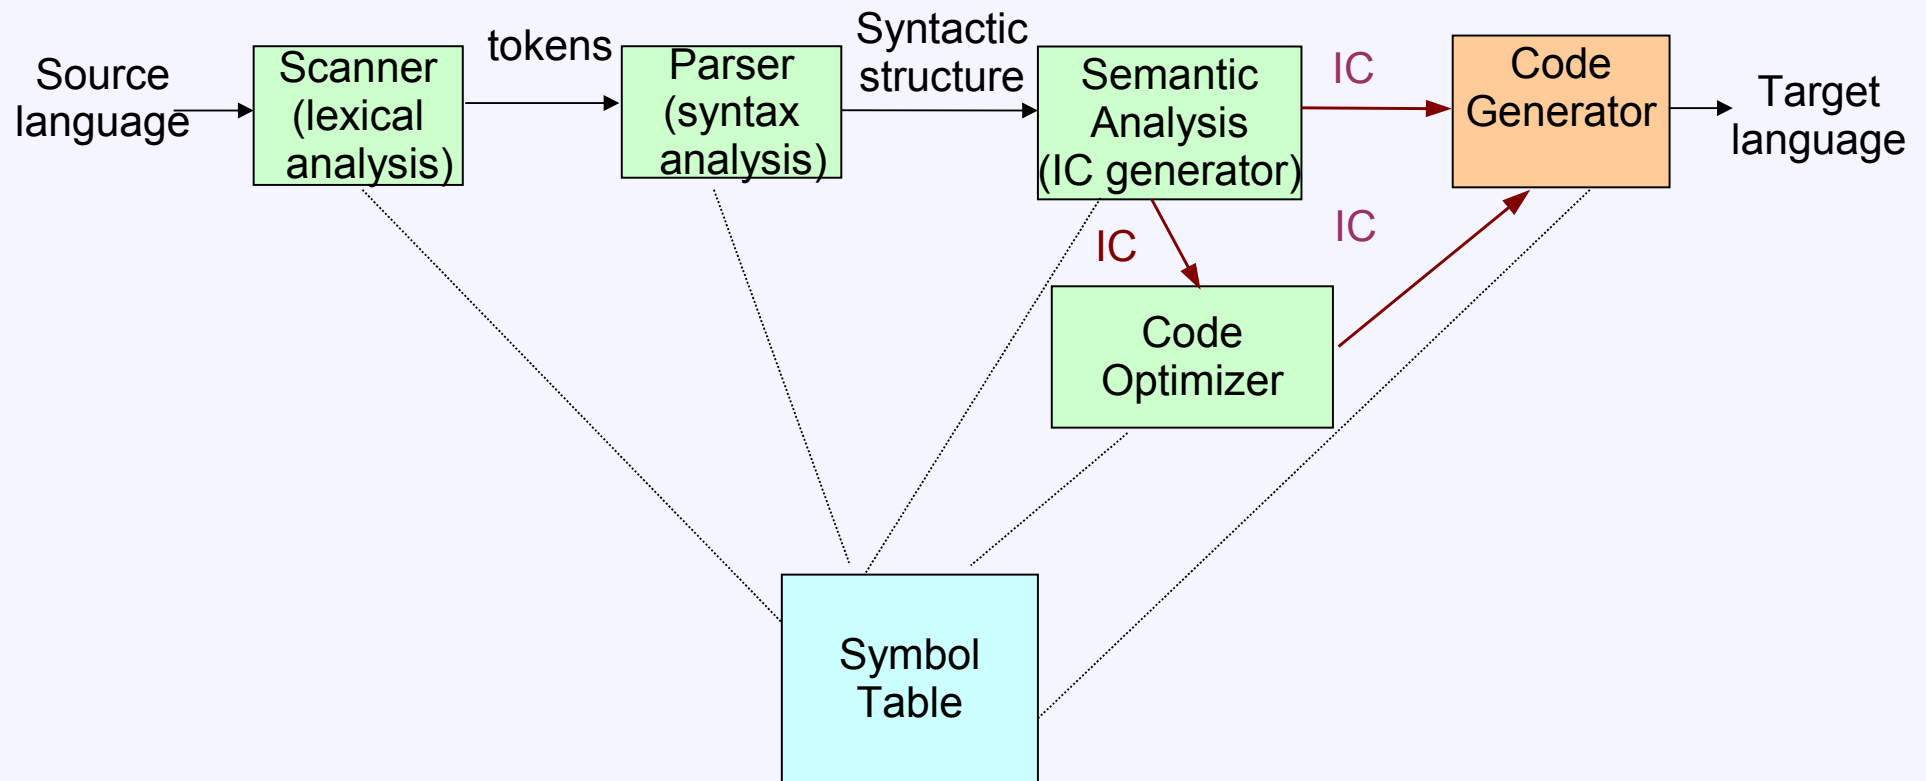 Source
language
Scanner
(lexical
analysis)
tokens
Parser
(syntax
analysis)
Syntactic
structure
Semantic
Analysis
(IC generator)
IC
Code
Generator
Target
language
IC
IC
Code
Optimizer
Symbol
Table